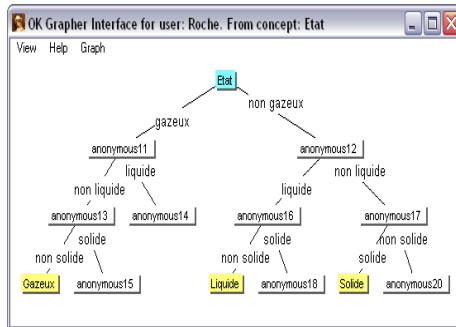 OK Grapher Interface for user: Roche. From concept: Etat
View Help Graph
Etat
gazeux non gazeux
anonymous11 anonymous12
non liquide liquide liquide non liquide
anonymous13 anonymous14 anonymous16 anonymous17
non solide solide non solide solide solide non solide
Gazeux anonymous15 Liquide anonymous18 Solide anonymous20